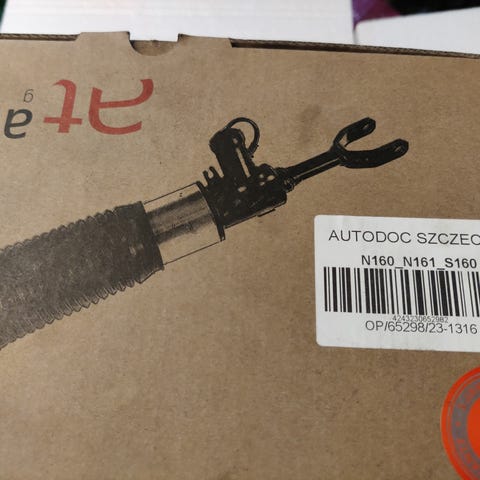 AUTODOC SZCZEC
N160_N161_S160
4243230652982
OP/65298/23-1316